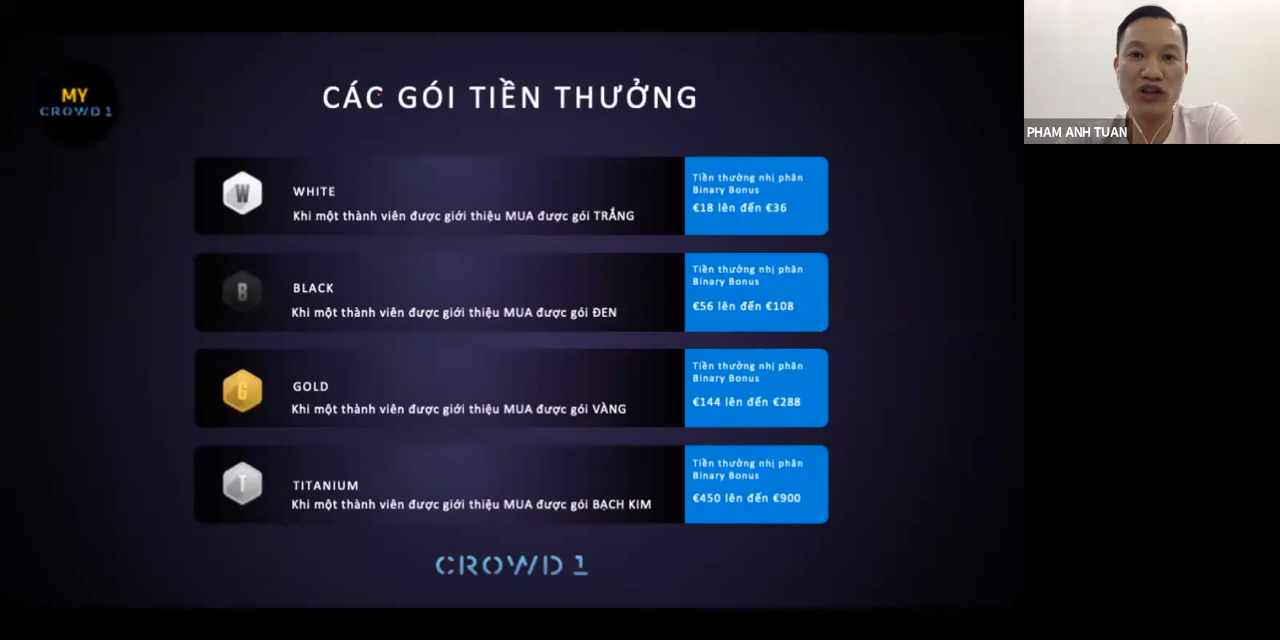 MY
CROWD 1
CÁC GÓI TIỀN THƯỞNG
W
WHITE
Khi một thành viên được giới thiệu MUA được gói TRẮNG
Tiền thưởng nhị phân
Binary Bonus
€18 lên đến €36
B
BLACK
Khi một thành viên được giới thiệu MUA được gói ĐEN
Tiền thưởng nhị phân
Binary Bonus
€56 lên đến €108
G
GOLD
Khi một thành viên được giới thiệu MUA được gói VÀNG
Tiền thưởng nhị phân
Binary Bonus
€144 lên đến €288
T
TITANIUM
Khi một thành viên được giới thiệu MUA được gói BẠCH KIM
Tiền thưởng nhị phân
Binary Bonus
€450 lên đến €900
CROWD 1
PHAM ANH TUAN